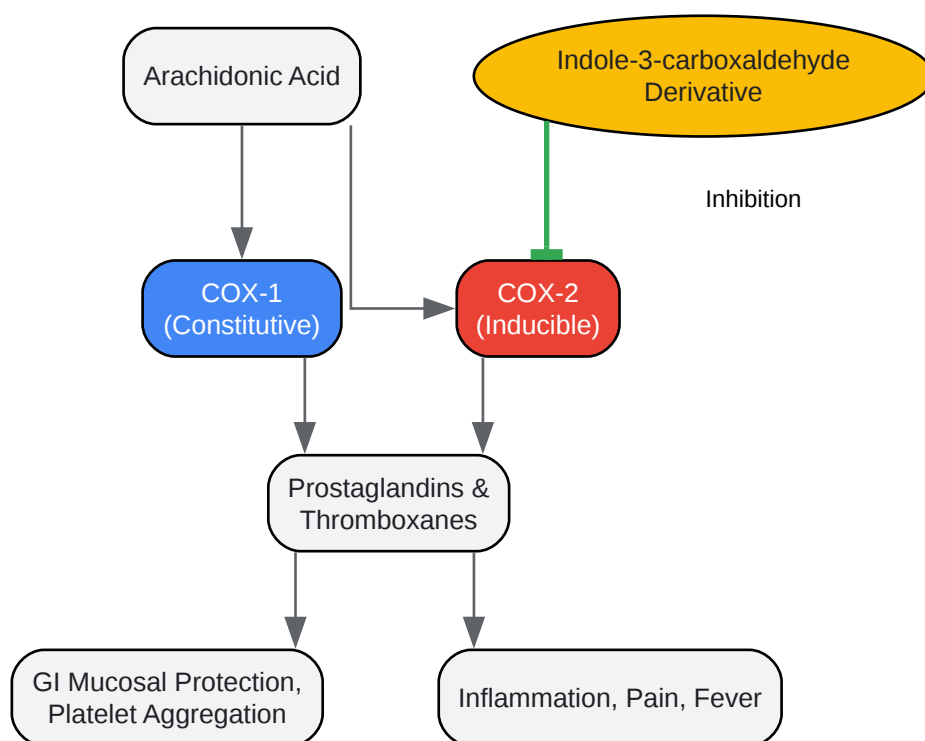 Arachidonic Acid
Indole-3-carboxaldehyde
Derivative
Inhibition
COX-1
(Constitutive)
COX-2
(Inducible)
Prostaglandins &
Thromboxanes
GI Mucosal Protection,
Platelet Aggregation
Inflammation, Pain, Fever